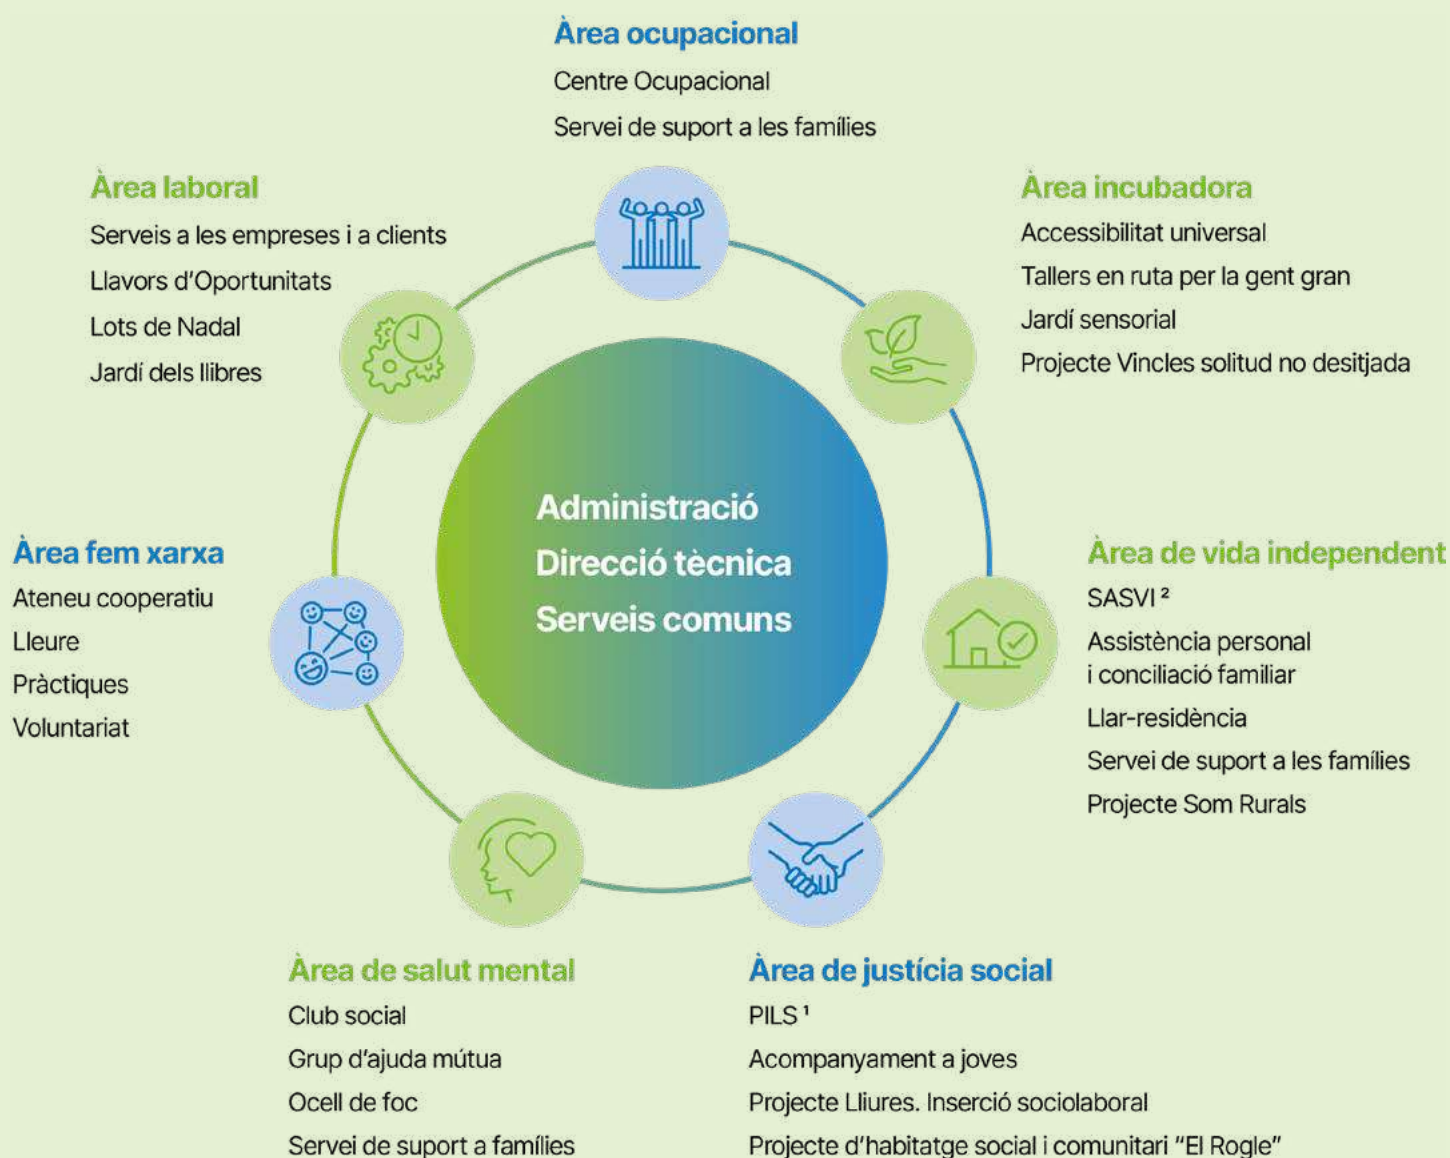 Àrea ocupacional
Centre Ocupacional
Servei de suport a les famílies
Àrea laboral
Serveis a les empreses i a clients
Llavors d'Oportunitats
Lots de Nadal
Jardí dels llibres
Àrea incubadora
Accessibilitat universal
Tallers en ruta per la gent gran
Jardí sensorial
Projecte Vincles solitud no desitjada
Administració
Direcció tècnica
Serveis comuns
Àrea fem xarxa
Ateneu cooperatiu
Lleure
Pràctiques
Voluntariat
Àrea de vida independent
SASVI ²
Assistència personal
i conciliació familiar
Llar-residència
Servei de suport a les famílies
Projecte Som Rurals
Àrea de salut mental
Club social
Grup d'ajuda mútua
Ocell de foc
Servei de suport a famílies
Àrea de justícia social
PILS ¹
Acompanyament a joves
Projecte Lliures. Inserció sociolaboral
Projecte d'habitatge social i comunitari "El Rogle"